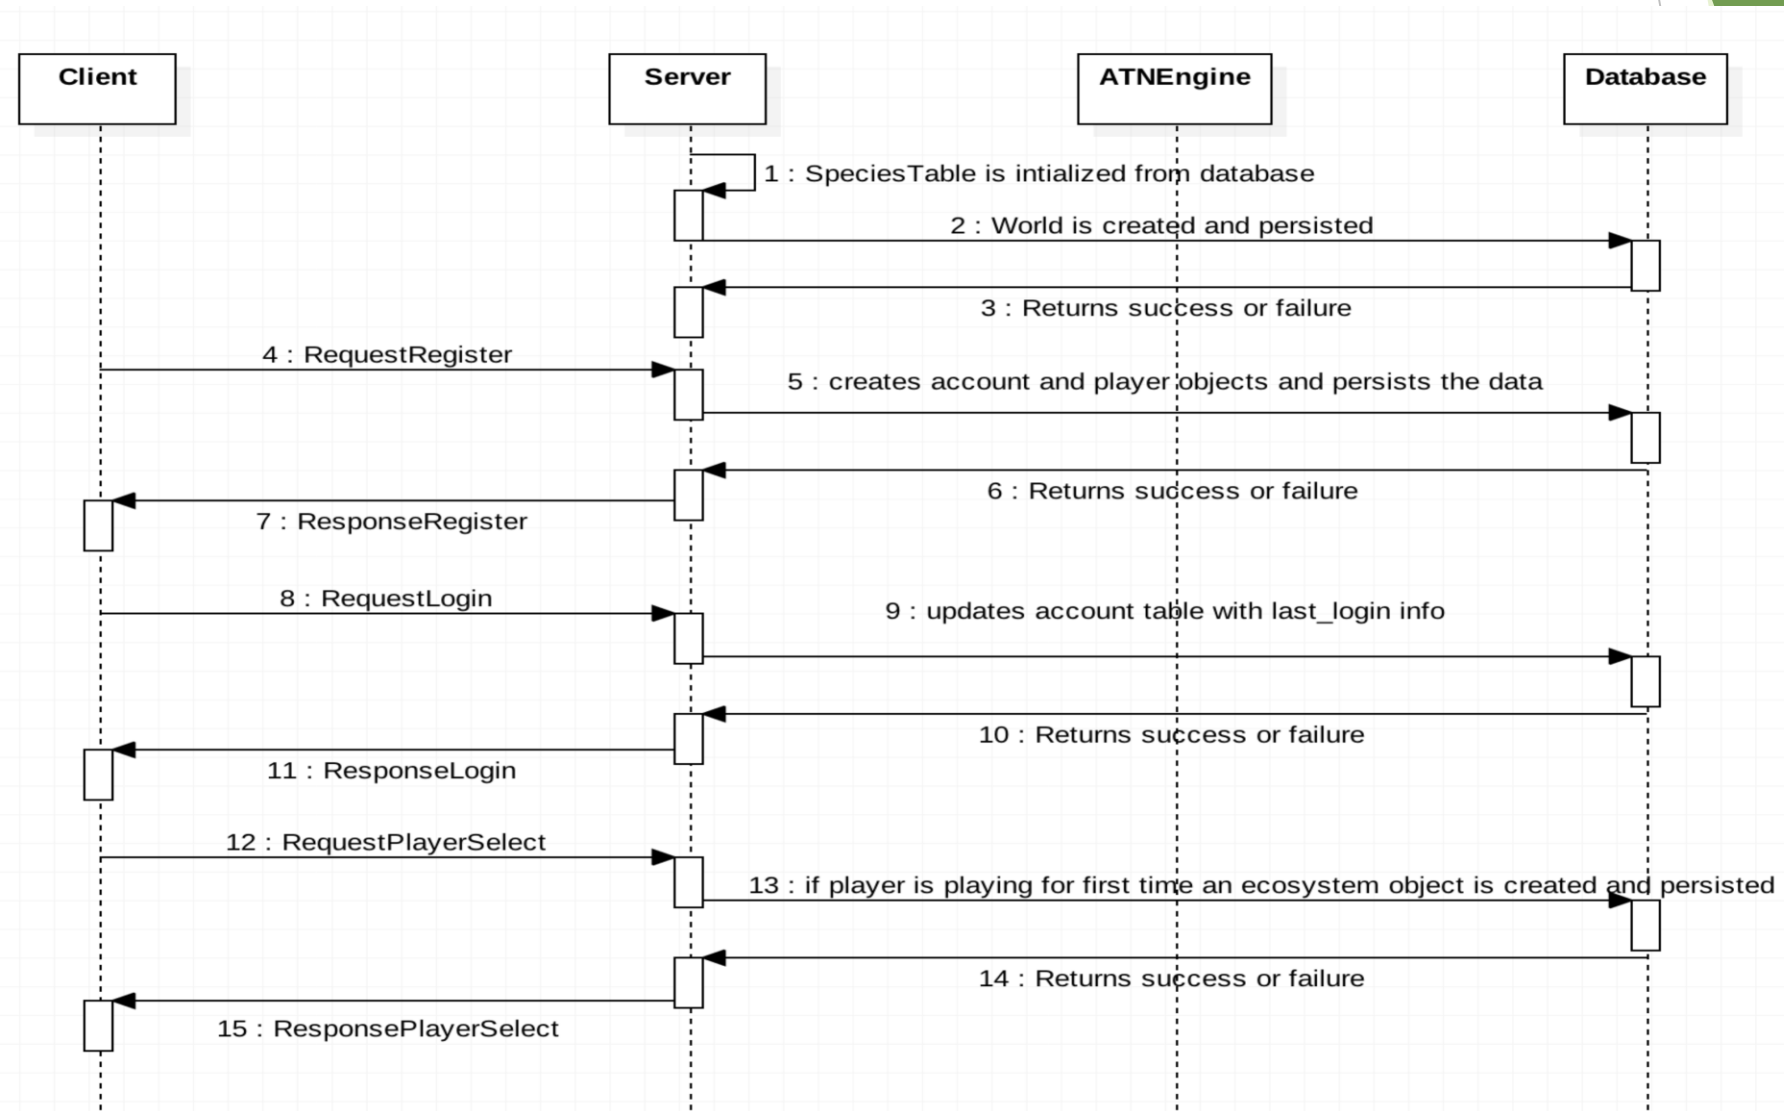 Client
Server
ATNEngine
Database
1 : SpeciesTable is intialized from database
2 : World is created and persisted
3 : Returns success or failure
4 : RequestRegister
5 : creates account and player objects and persists the data
6 : Returns success or failure
7 : ResponseRegister
8 : RequestLogin
9 : updates account table with last_login info
10 : Returns success or failure
11 : ResponseLogin
12 : RequestPlayerSelect
13 : if player is playing for first time an ecosystem object is created and persisted
14 : Returns success or failure
15 : ResponsePlayerSelect